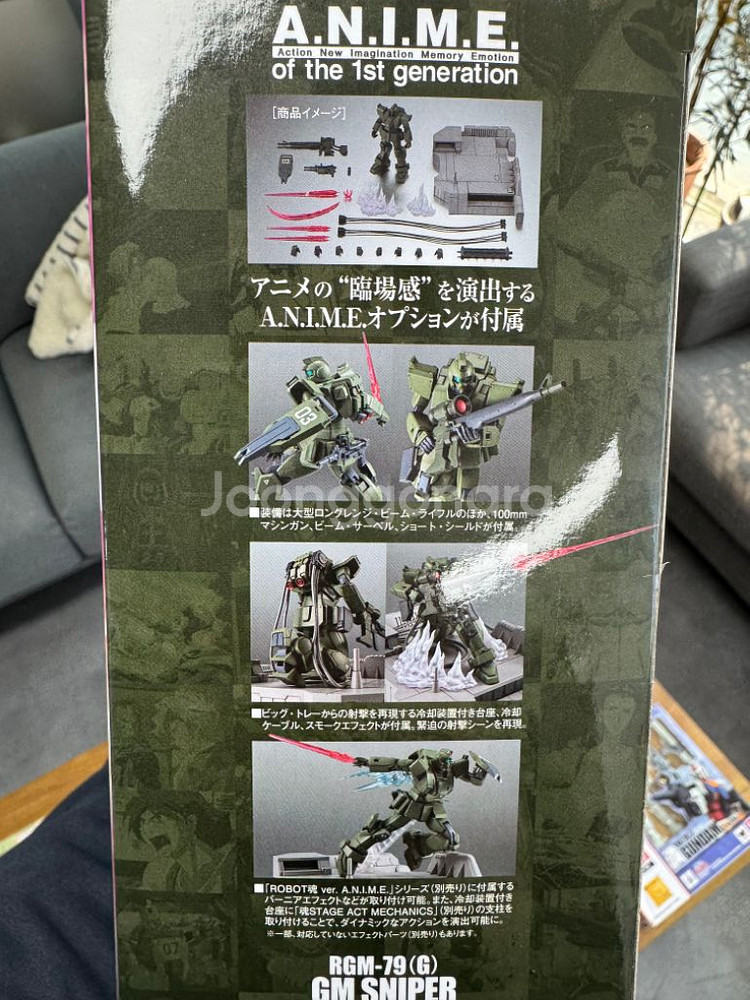 A.N.I.M.E.
Action New Imagination Memory Emotion
of the 1st generation
[商品イメージ]
アニメの“臨場感”を演出する
A.N.I.M.E.オプションが付属
03
■装備は大型ロングレンジ・ビーム・ライフルのほか、100mm
マシンガン、ビーム・サーベル、ショート・シールドが付属。
■ビッグ・トレーからの射撃を再現する冷却装置付き台座、冷却
ケーブル、スモークエフェクトが付属。緊迫の射撃シーンを再現。
■「ROBOT魂 ver. A.N.I.M.E.」シリーズ(別売り)に付属する
バーニアエフェクトなどが取り付け可能。また、冷却装置付き
台座に「魂STAGE ACT MECHANICS」(別売り)の支柱を
取り付けることで、ダイナミックなアクションを演出可能に。
※一部、対応していないエフェクトパーツ(別売り)もあります。
RGM-79(G)
GM SNIPER
GUNDAM
07